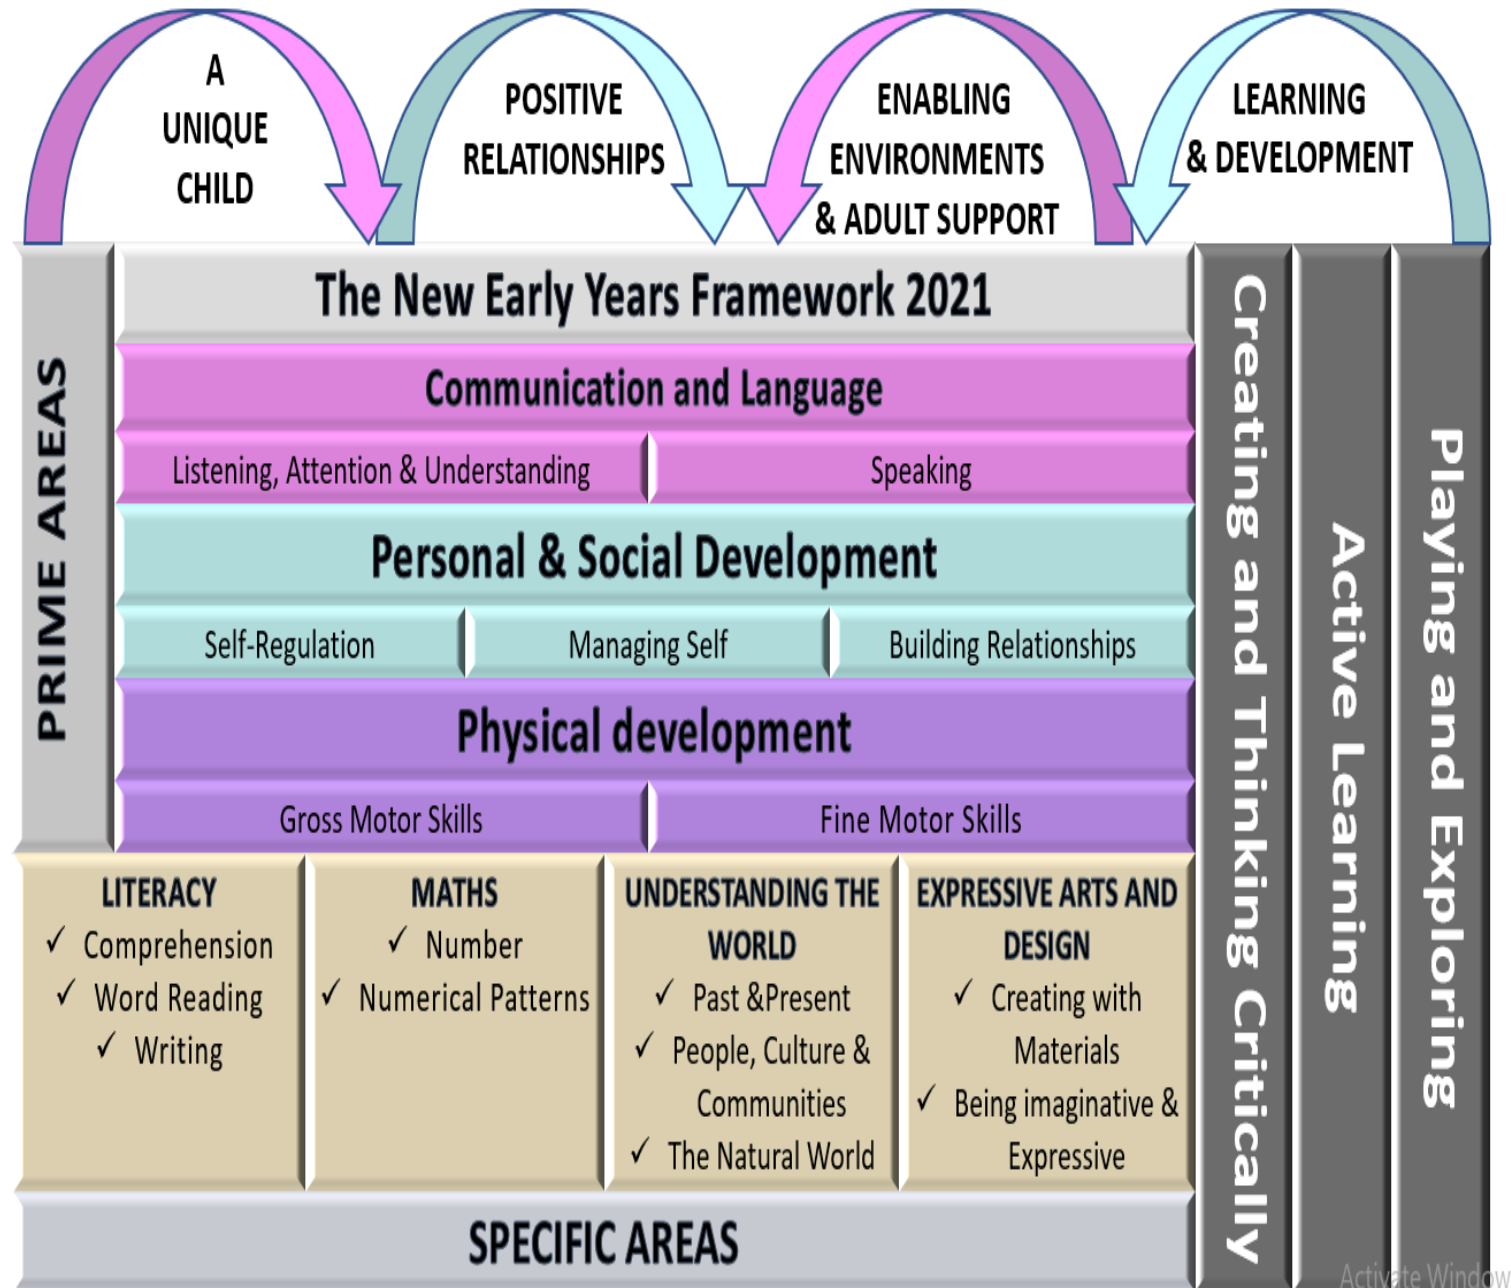 A
UNIQUE
CHILD
POSITIVE
RELATIONSHIPS
ENABLING
ENVIRONMENTS
& ADULT SUPPORT
LEARNING
& DEVELOPMENT
PRIME AREAS
The New Early Years Framework 2021
Communication and Language
Listening, Attention & Understanding
Speaking
Personal & Social Development
Self-Regulation
Managing Self
Building Relationships
Physical development
Gross Motor Skills
Fine Motor Skills
LITERACY
✓ Comprehension
✓ Word Reading
✓ Writing
MATHS
✓ Number
✓ Numerical Patterns
UNDERSTANDING THE
WORLD
✓ Past &Present
✓ People, Culture &
Communities
✓ The Natural World
EXPRESSIVE ARTS AND
DESIGN
✓ Creating with
Materials
✓ Being imaginative &
Expressive
SPECIFIC AREAS
Creating and Thinking Critically
Active Learning
Playing and Exploring
Activate Window